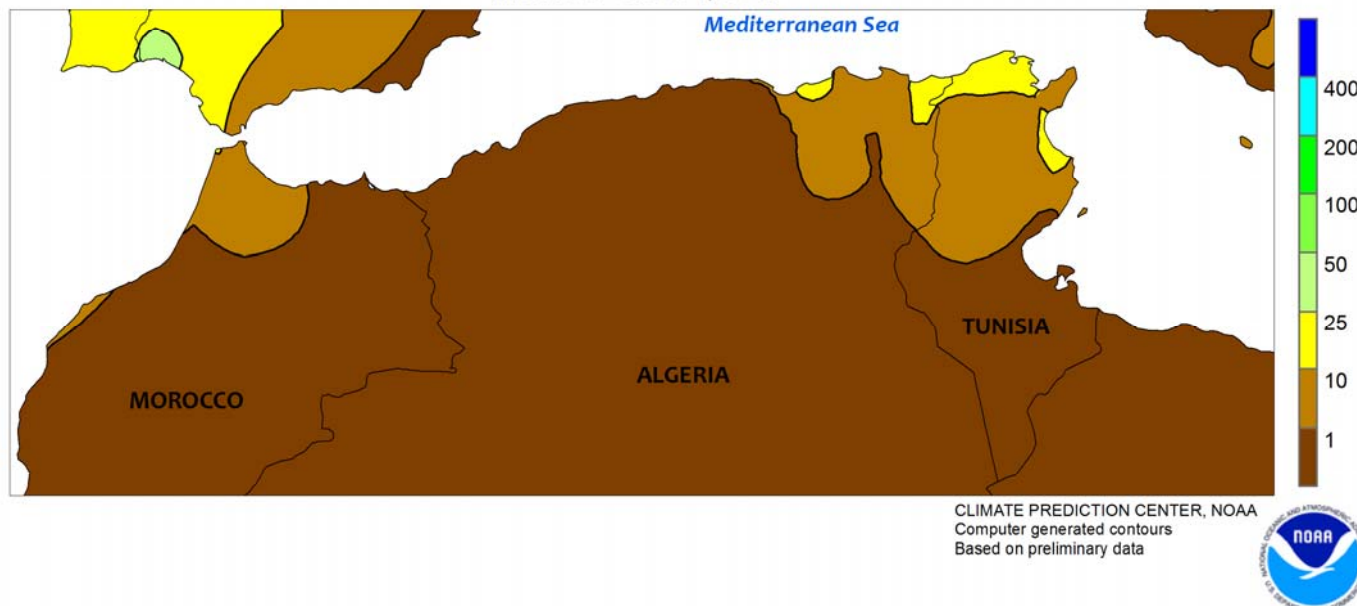 Mediterranean Sea
400
200
100
50
25
10
1
TUNISIA
ALGERIA
MOROCCO
CLIMATE PREDICTION CENTER, NOAA
Computer generated contours
Based on preliminary data
NOAA